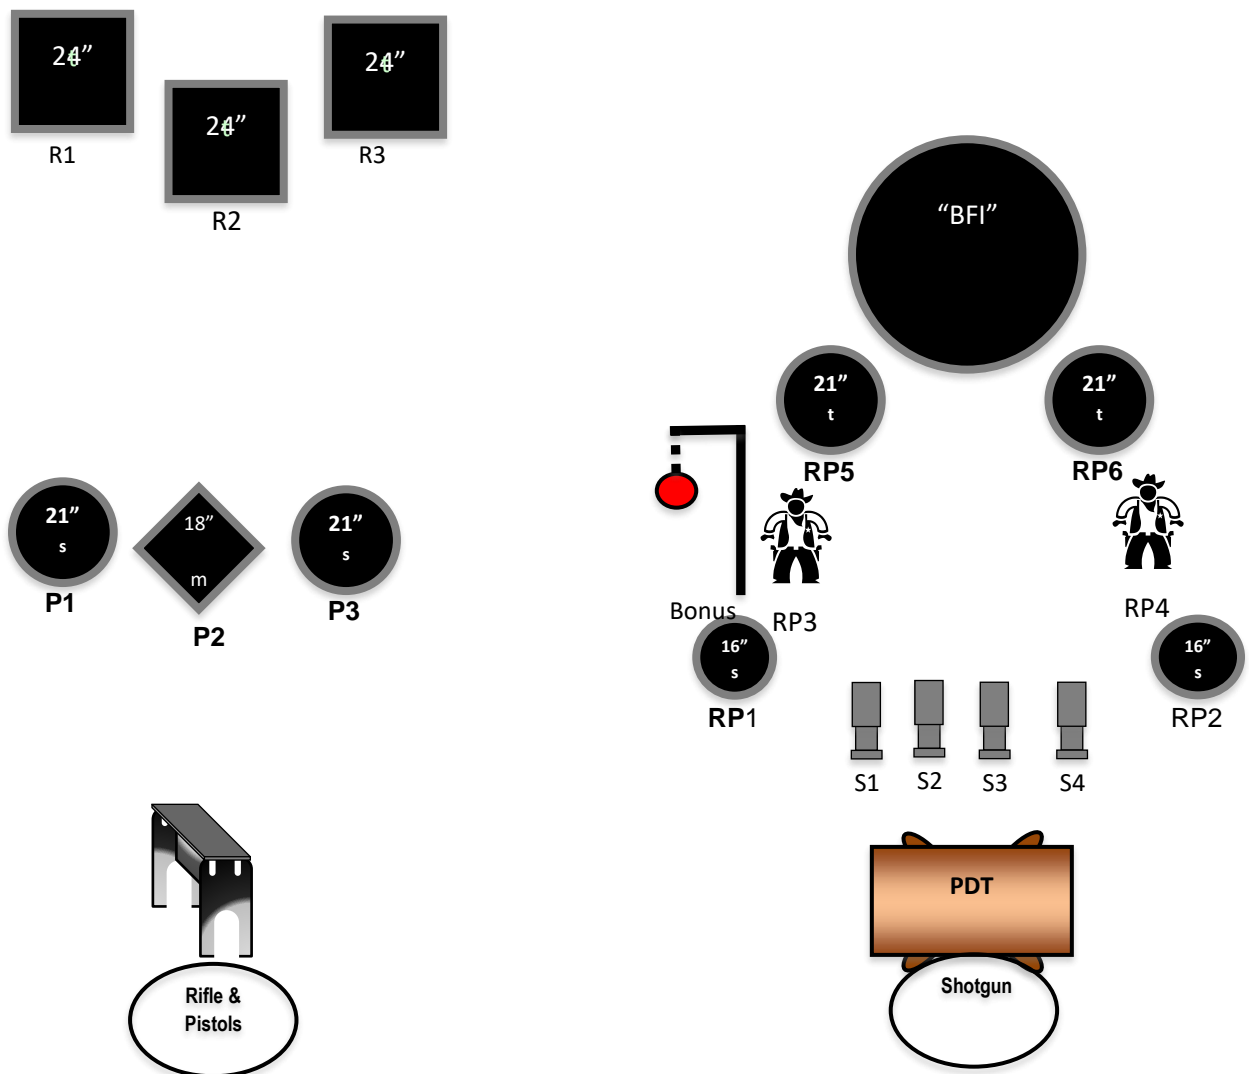 24”
24”
24”
R1
R3
R2
“BFI”
21”
t
21”
t
RP5
RP6
21”
s
18”
m
21”
s
P1
P2
P3
Bonus
RP3
RP4
16”
s
16”
s
RP1
RP2
S1
S2
S3
S4
PDT
Rifle &
Pistols
Shotgun